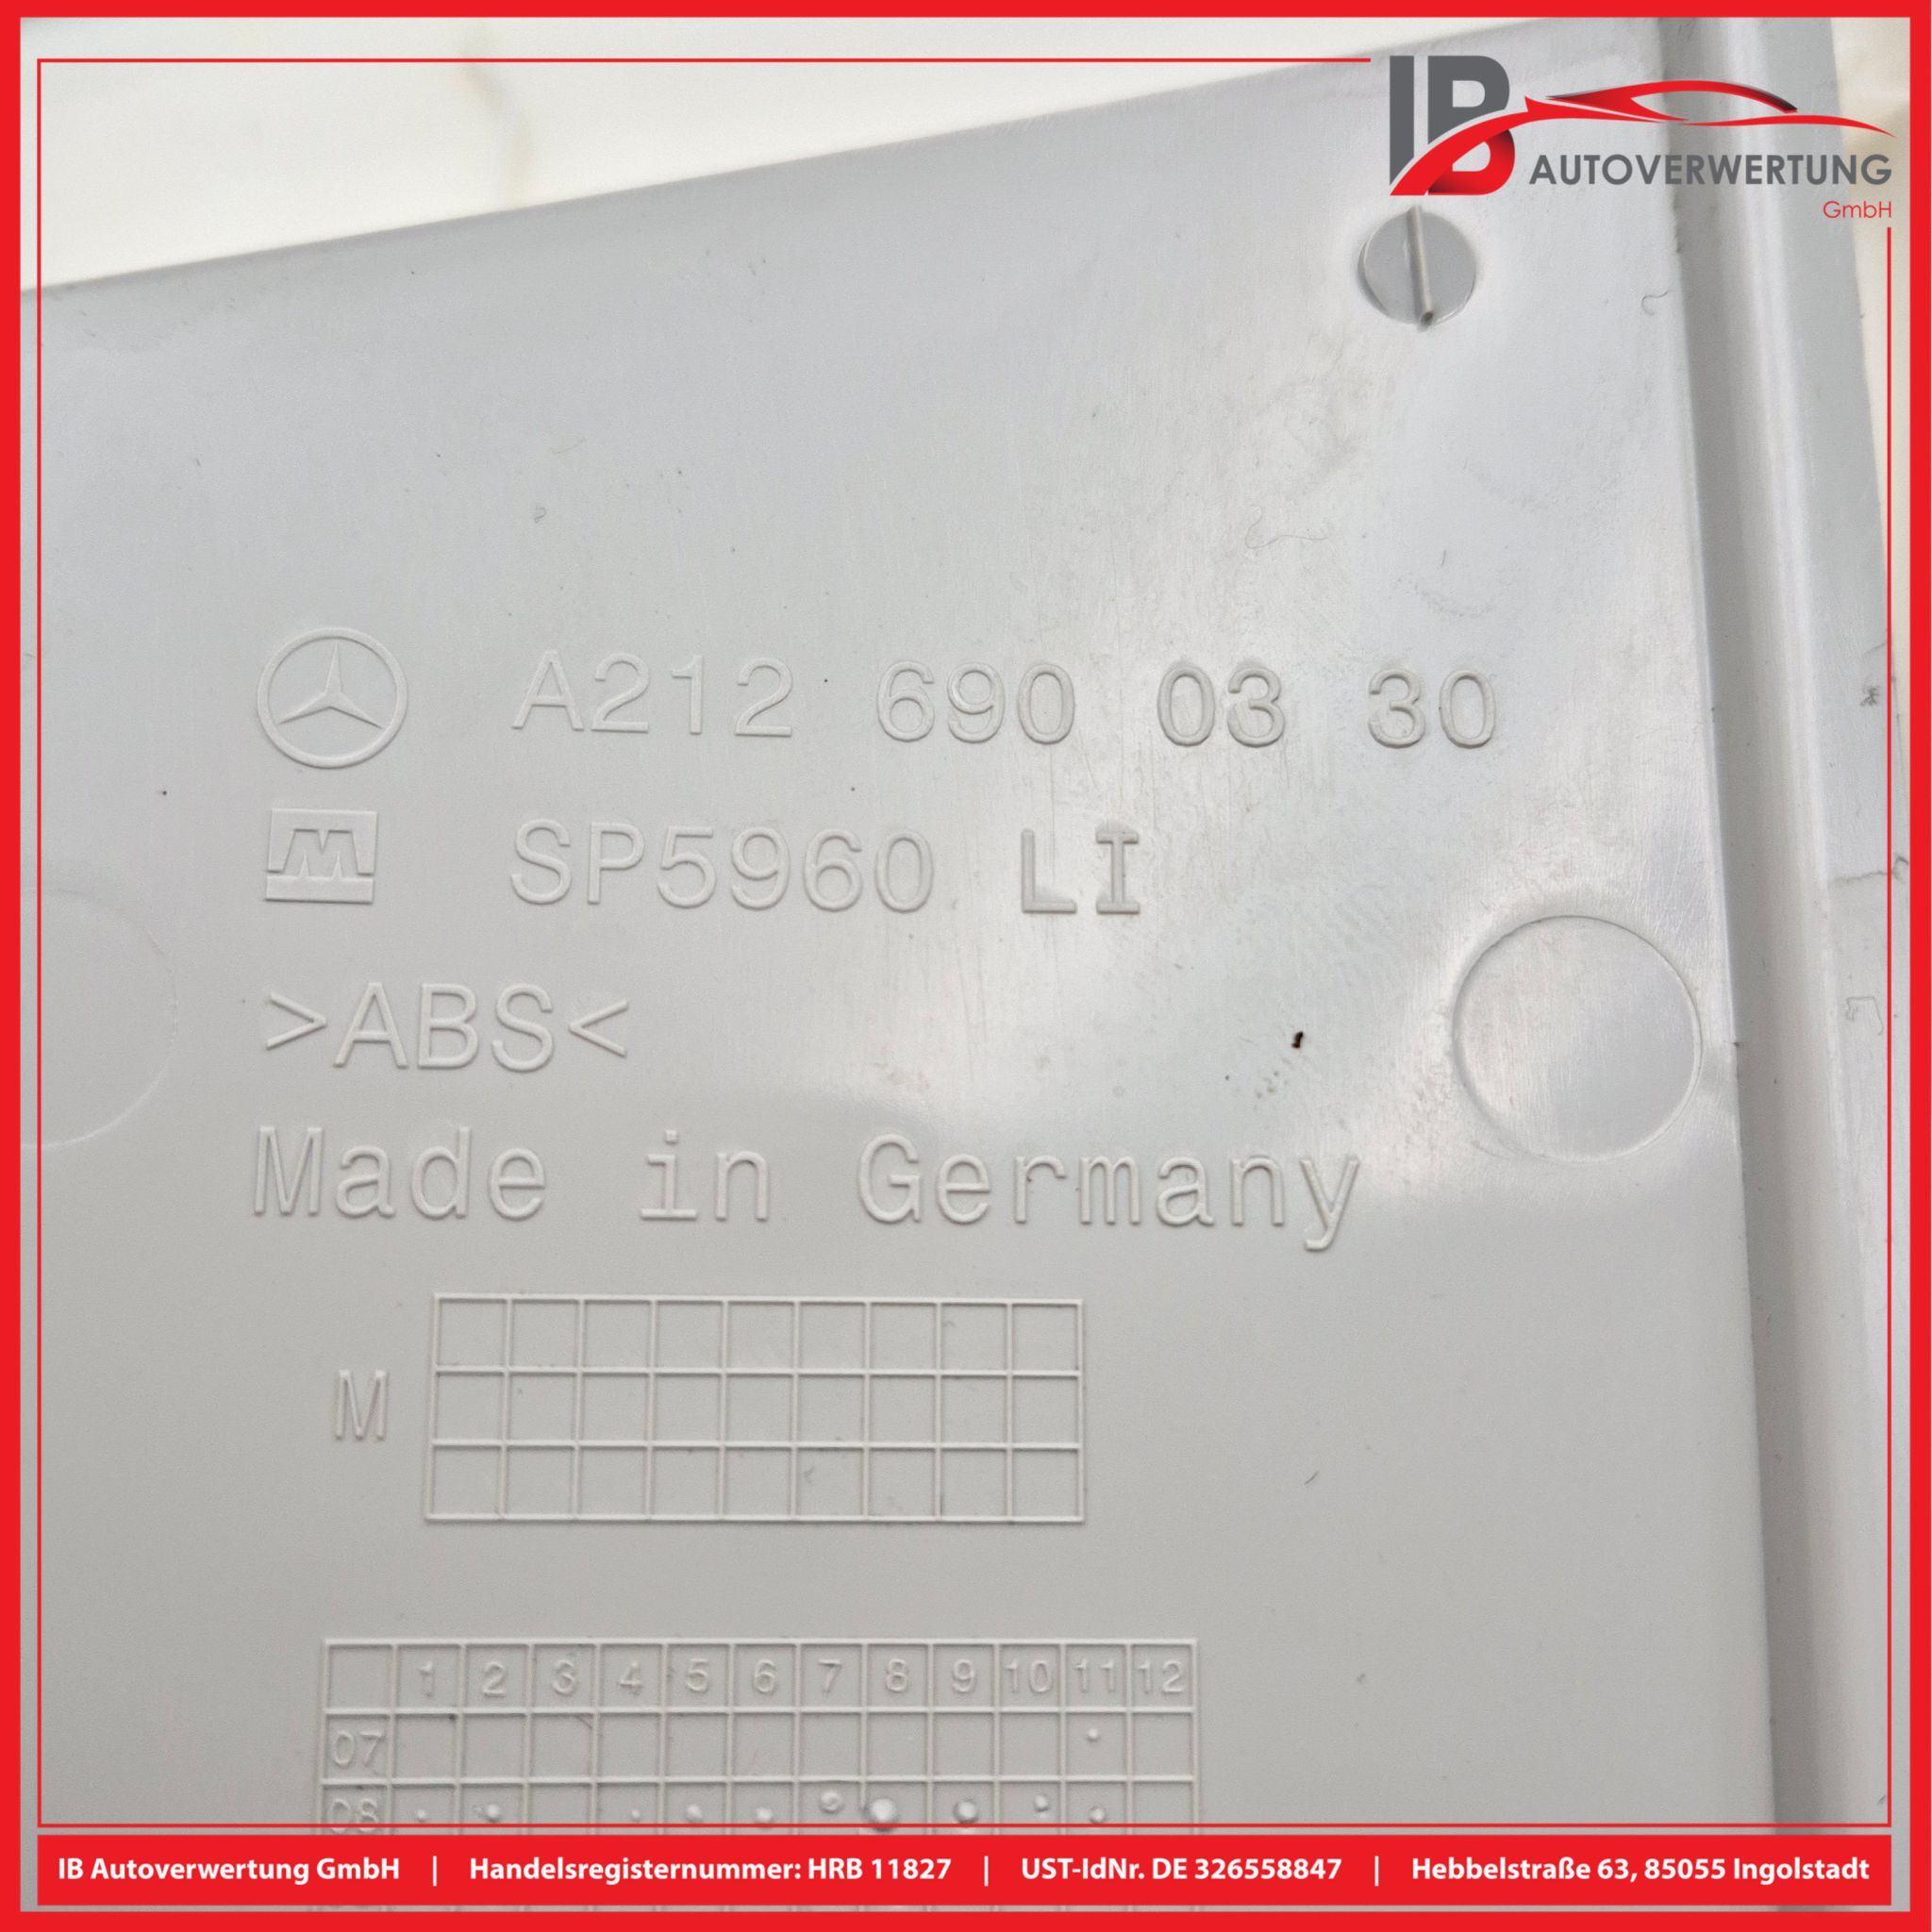 IB AUTOVERWERTUNG
GmbH
A212 690 03 30
SP5960 LI
>ABS<
Made in Germany
M
1 2 3 4 5 6 7 8 9 10 11 12
07
08
IB Autoverwertung GmbH | Handelsregisternummer: HRB 11827 | UST-IdNr. DE 326558847 | Hebbelstraße 63, 85055 Ingolstadt